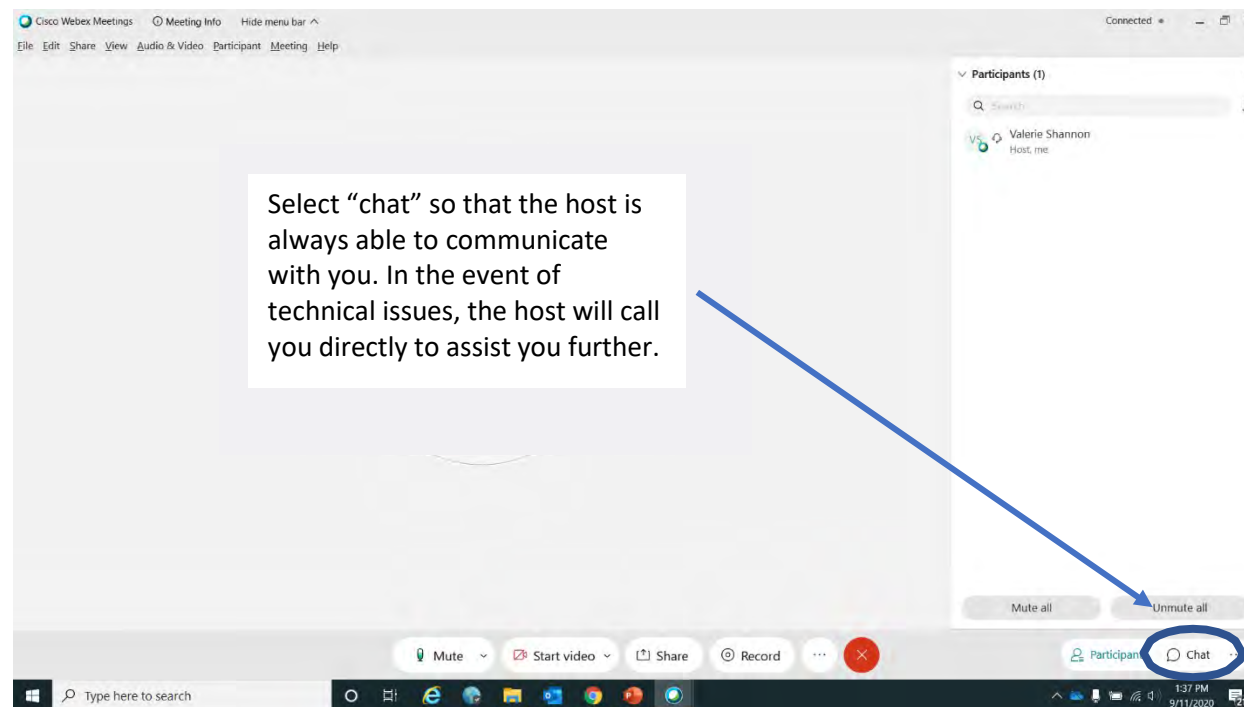 Cisco Webex Meetings Meeting Info Hide menu bar
Connected
File Edit Share View Audio & Video Participant Meeting Help
Participants (1)
Search
VS Valerie Shannon
Host, me
Select “chat” so that the host is
always able to communicate
with you. In the event of
technical issues, the host will call
you directly to assist you further.
Mute all Unmute all
Mute Start video Share Record Participan Chat
Type here to search
1:37 PM
9/11/2020